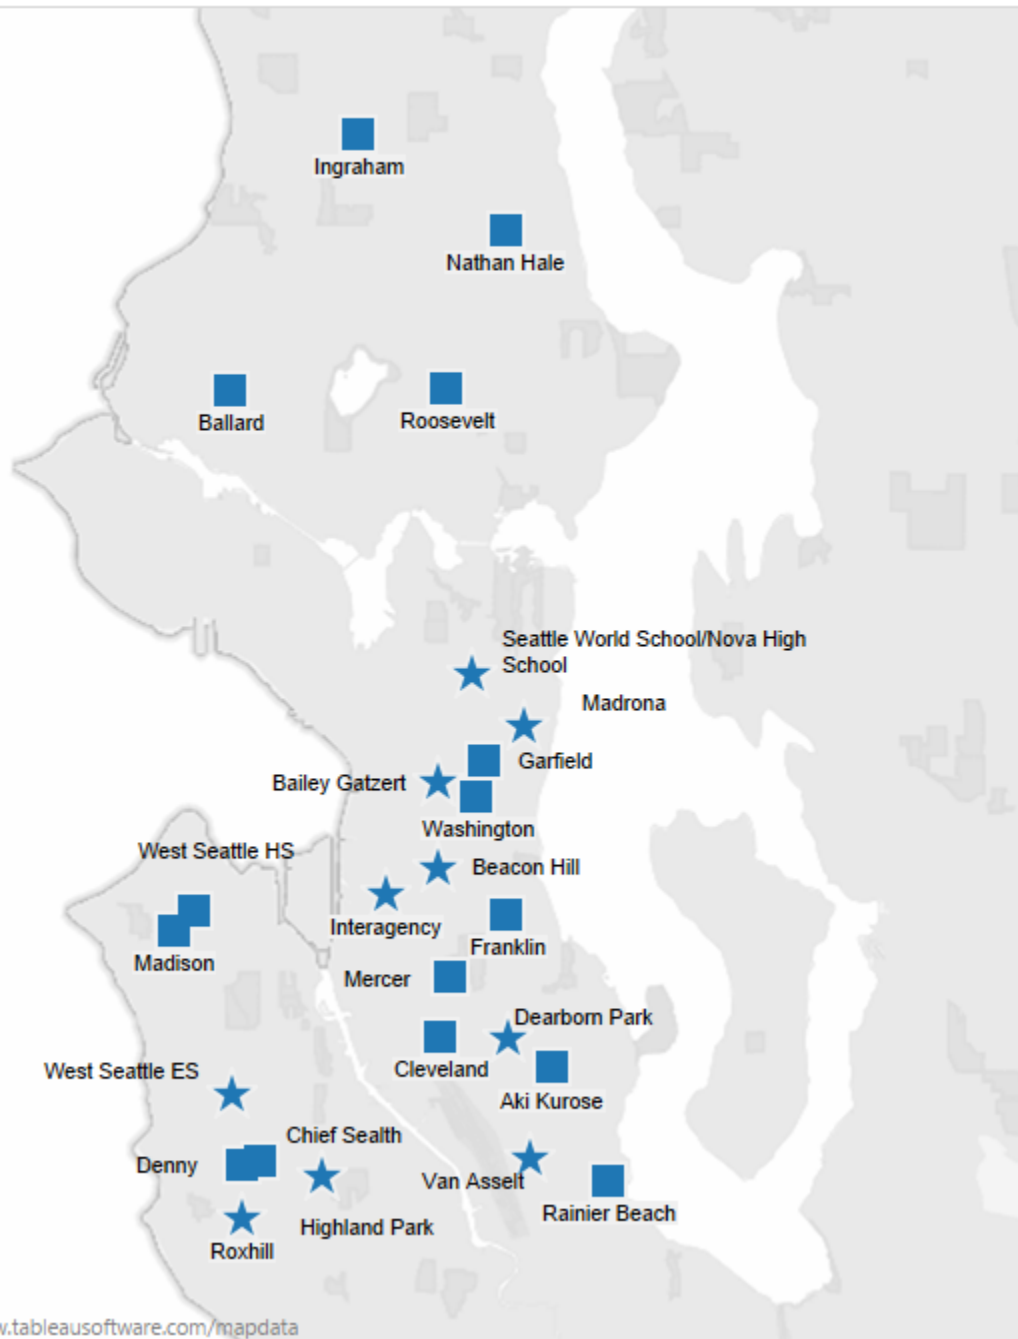 Ingraham
Nathan Hale
Ballard
Roosevelt
Seattle World School/Nova High
School
Madrona
Garfield
Bailey Gatzert
Washington
West Seattle HS
Beacon Hill
Interagency
Franklin
Madison
Mercer
Dearborn Park
Cleveland
West Seattle ES
Aki Kurose
Chief Sealth
Denny
Van Asselt
Rainier Beach
Highland Park
Roxhill
w.tableausoftware.com/mapdata